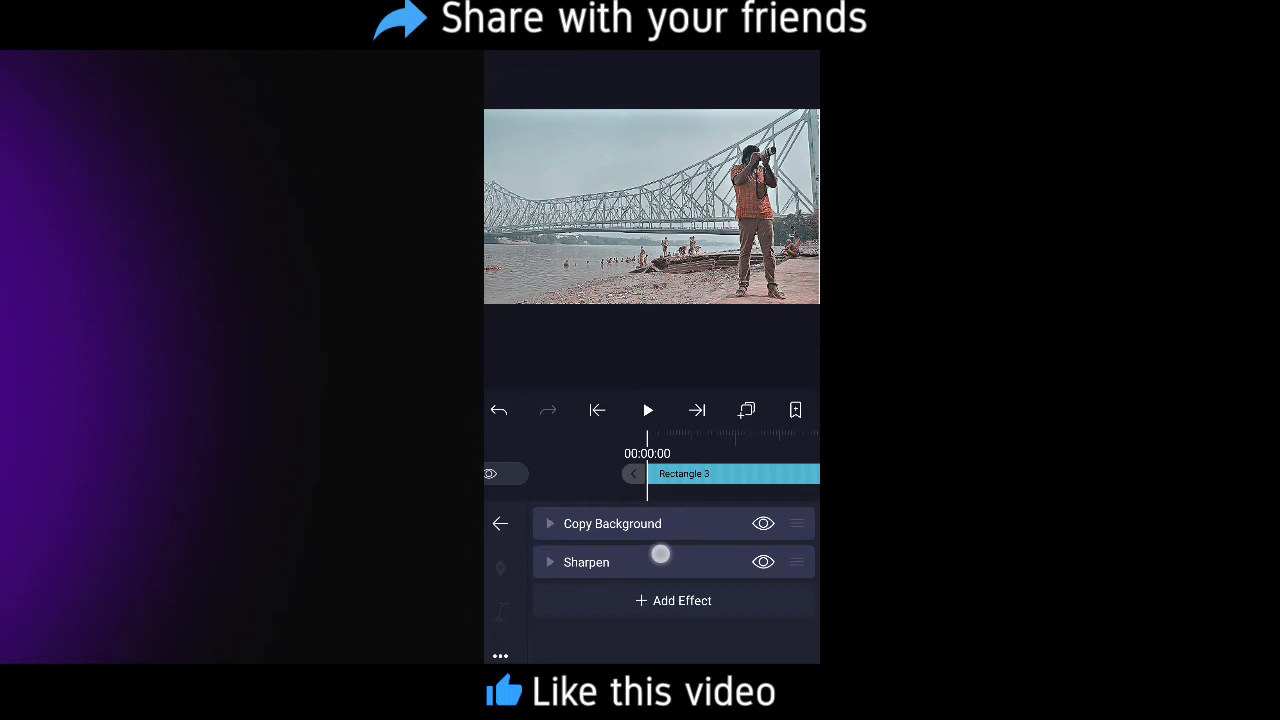 Share with your friends
00:00:00
Rectangle 3
Copy Background
Sharpen
+ Add Effect
Like this video